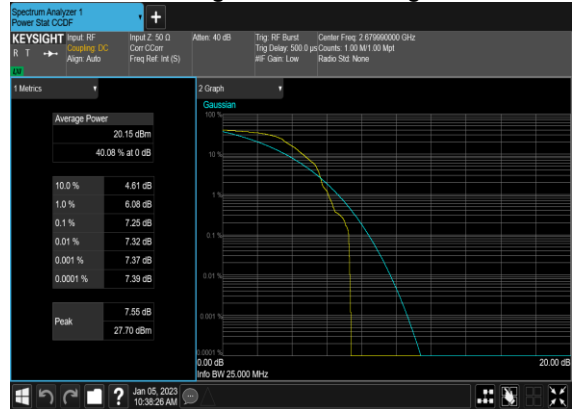 Spectrum Analyzer 1
Power Stat CCDF
KEYSIGHT
R T
Input: RF
Coupling: DC
Align: Auto
Input Z: 50 Ω
Corr CCorr
Freq Ref: Int (S)
Atten: 40 dB
Trig: RF Burst
Trig Delay: 500.0 µs
#IF Gain: Low
Center Freq: 2.679990000 GHz
Counts: 1.00 M/1.00 Mpt
Radio Std: None
1 Metrics
Average Power
20.15 dBm
40.08 % at 0 dB
10.0 % 4.61 dB
1.0 % 6.08 dB
0.1 % 7.25 dB
0.01 % 7.32 dB
0.001 % 7.37 dB
0.0001 % 7.39 dB
Peak
7.55 dB
27.70 dBm
2 Graph
Gaussian
100 %
10 %
1 %
0.1 %
0.01 %
0.001 %
0.0001 %
0.00 dB
20.00 dB
Info BW 25.000 MHz
Jan 05, 2023
10:38:26 AM